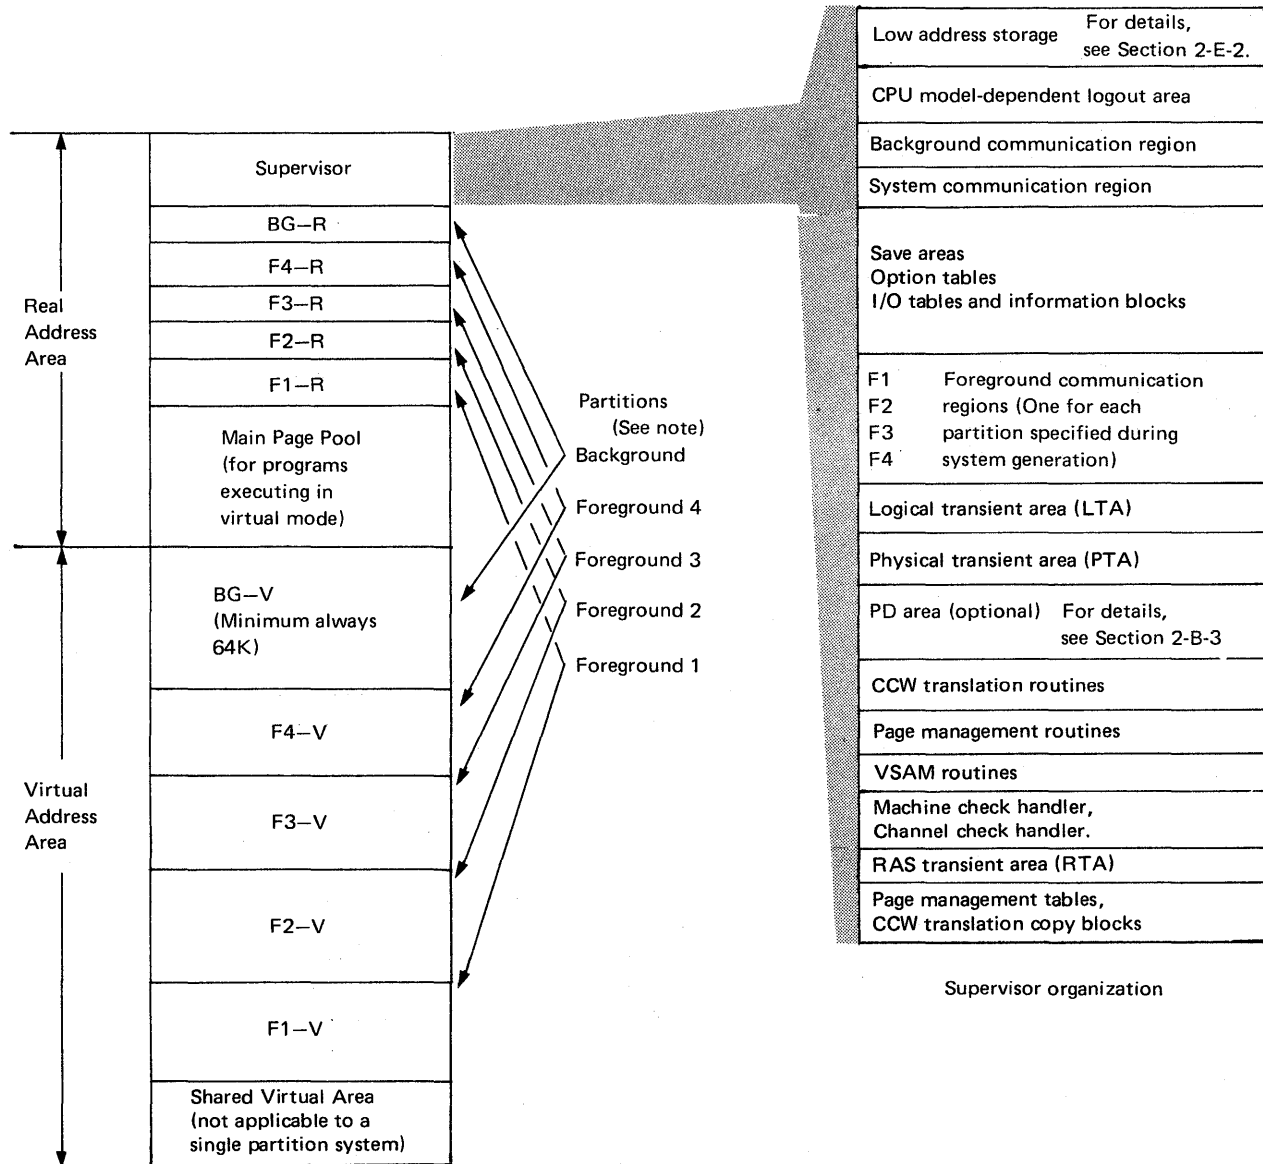 Supervisor
BG–R
F4–R
F3–R
F2–R
F1–R
Main Page Pool
(for programs
executing in
virtual mode)
Real
Address
Area
BG–V
(Minimum always
64K)
F4–V
F3–V
F2–V
F1–V
Shared Virtual Area
(not applicable to a
single partition system)
Virtual
Address
Area
Partitions
(See note)
Background
Foreground 4
Foreground 3
Foreground 2
Foreground 1
Low address storage For details,
see Section 2-E-2.
CPU model-dependent logout area
Background communication region
System communication region
Save areas
Option tables
I/O tables and information blocks
F1 Foreground communication
F2 regions (One for each
F3 partition specified during
F4 system generation)
Logical transient area (LTA)
Physical transient area (PTA)
PD area (optional) For details,
see Section 2-B-3
CCW translation routines
Page management routines
VSAM routines
Machine check handler,
Channel check handler.
RAS transient area (RTA)
Page management tables,
CCW translation copy blocks
Supervisor organization